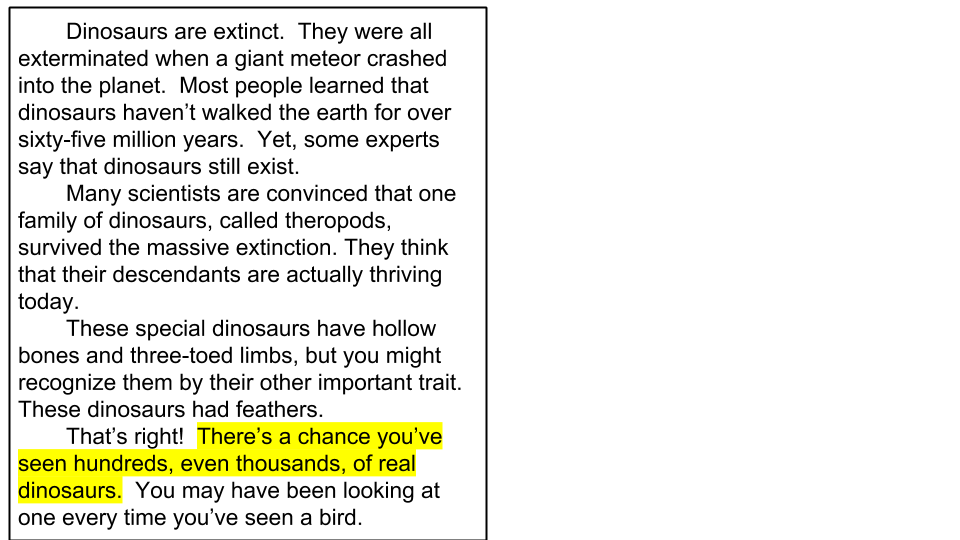 Dinosaurs are extinct.  They were all
exterminated when a giant meteor crashed
into the planet.  Most people learned that
dinosaurs haven’t walked the earth for over
sixty-five million years.  Yet, some experts
say that dinosaurs still exist.
Many scientists are convinced that one
family of dinosaurs, called theropods,
survived the massive extinction. They think
that their descendants are actually thriving
today.
These special dinosaurs have hollow
bones and three-toed limbs, but you might
recognize them by their other important trait.
These dinosaurs had feathers.
That’s right!  There’s a chance you’ve
seen hundreds, even thousands, of real
dinosaurs.  You may have been looking at
one every time you’ve seen a bird.